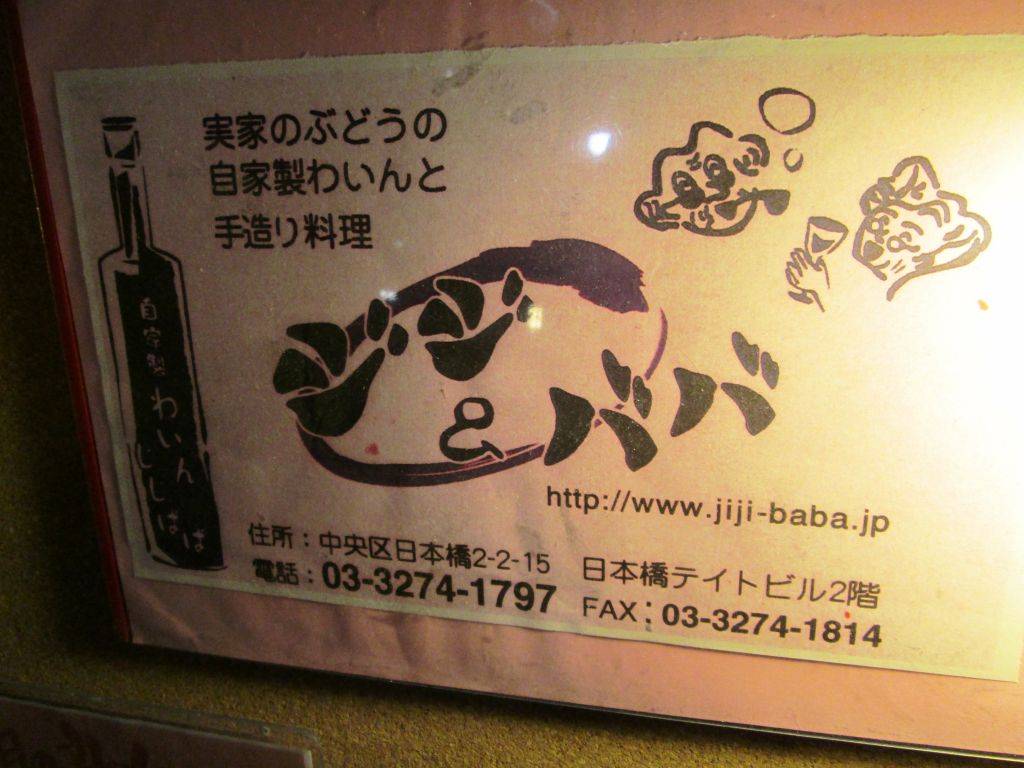 実家のぶどうの
自家製わいんと
手造り料理
ジジ
&
ババ
自家製
わいん
じじばば
http://www.jiji-baba.jp
住所：中央区日本橋2-2-15 日本橋テイトビル2階
電話：03-3274-1797 FAX：03-3274-1814